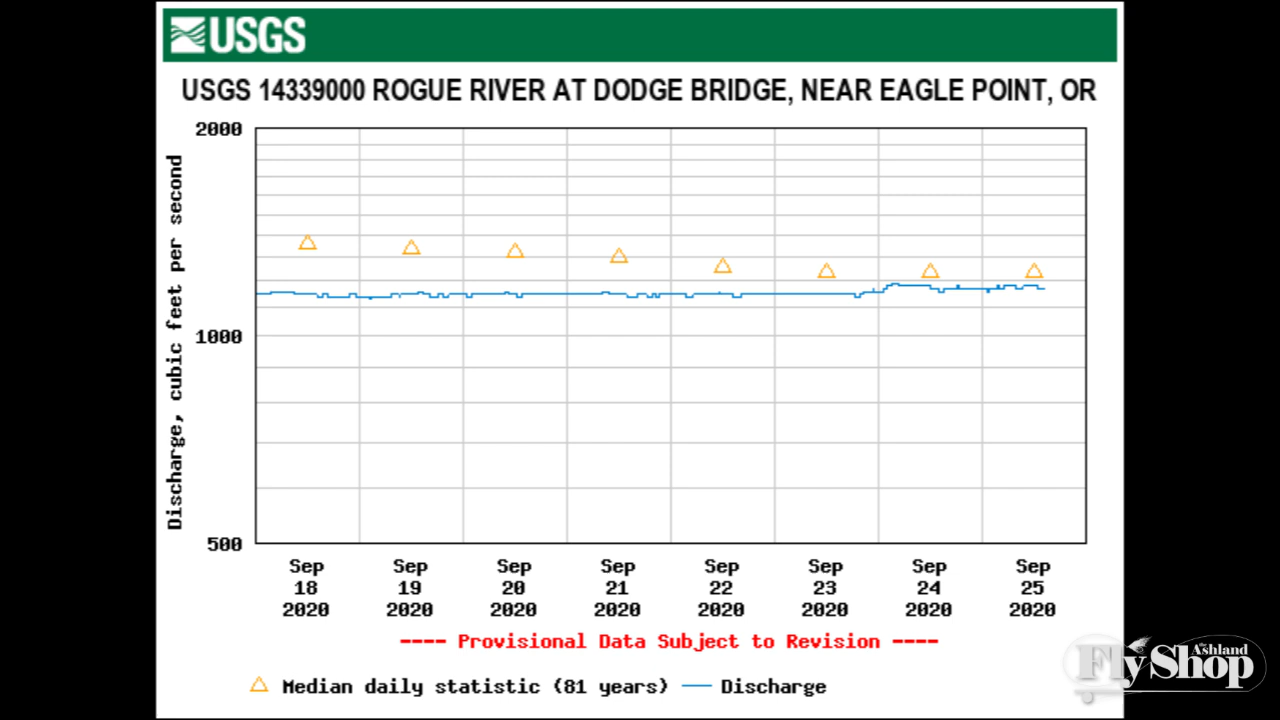 USGS
USGS 14339000 ROGUE RIVER AT DODGE BRIDGE, NEAR EAGLE POINT, OR
Discharge, cubic feet per second
2000
1000
500
Sep Sep Sep Sep Sep Sep Sep Sep
18 19 20 21 22 23 24 25
2020 2020 2020 2020 2020 2020 2020 2020
---- Provisional Data Subject to Revision ----
△ Median daily statistic (81 years) — Discharge
Ashland
Fly Shop